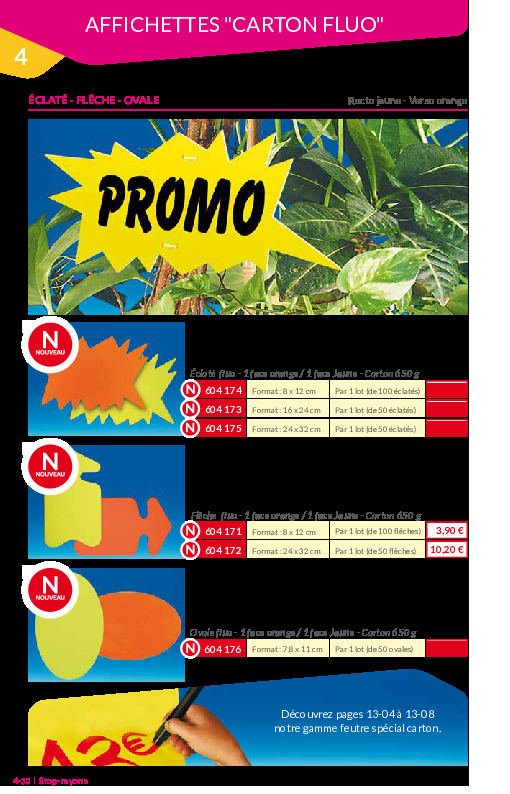 AFFICHETTES "CARTON FLUO"
4
ÉCLATÉ - FLÈCHE - OVALE
Recto jaune - Verso orange
PROMO
N
NOUVEAU
Éclaté fluo - 1 face orange / 1 face Jaune - Carton 650 g
N 604 174 Format : 8 x 12 cm Par 1 lot (de 100 éclatés)
N 604 173 Format : 16 x 24 cm Par 1 lot (de 50 éclatés)
N 604 175 Format : 24 x 32 cm Par 1 lot (de 50 éclatés)
N
NOUVEAU
Flèche fluo - 1 face orange / 1 face Jaune - Carton 650 g
N 604 171 Format : 8 x 12 cm Par 1 lot (de 100 flèches) 3,90 €
N 604 172 Format : 24 x 32 cm Par 1 lot (de 50 flèches) 10,20 €
N
NOUVEAU
Ovale fluo - 1 face orange / 1 face Jaune - Carton 650 g
N 604 176 Format : 7,8 x 11 cm Par 1 lot (de 50 ovales)
Découvrez pages 13-04 à 13-08
notre gamme feutre spécial carton.
4-30 | Stop-rayons